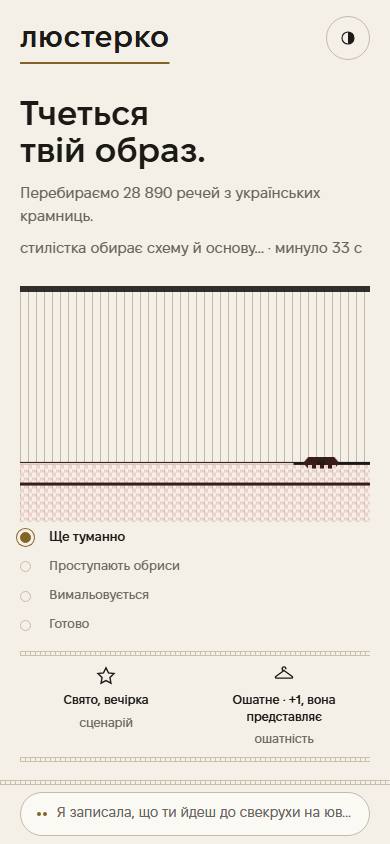 люстерко
Тчеться
твій образ.
Перебираємо 28 890 речей з українських
крамниць.
стилістка обирає схему й основу... · минуло 33 с
Ще туманно
Проступають обриси
Вимальовується
Готово
Свято, вечірка
сценарій
Ошатне · +1, вона
представляє
ошатність
Я записала, що ти йдеш до свекрухи на юв...